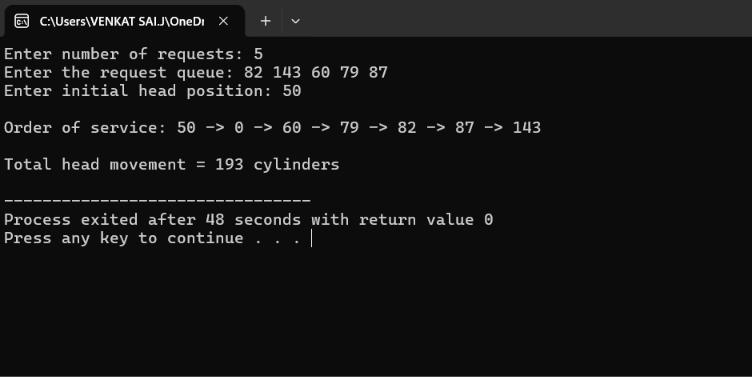 C:\Users\VENKAT SAI.J\OneDr
Enter number of requests: 5
Enter the request queue: 82 143 60 79 87
Enter initial head position: 50
Order of service: 50 -> 0 -> 60 -> 79 -> 82 -> 87 -> 143
Total head movement = 193 cylinders
--------------------------------
Process exited after 48 seconds with return value 0
Press any key to continue . . .